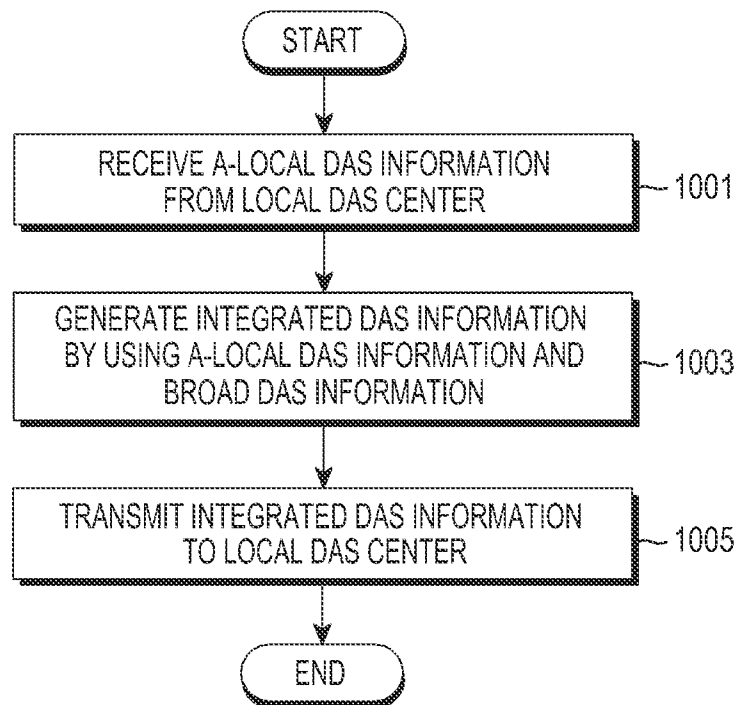 START
RECEIVE A-LOCAL DAS INFORMATION
FROM LOCAL DAS CENTER
1001
GENERATE INTEGRATED DAS INFORMATION
BY USING A-LOCAL DAS INFORMATION AND
BROAD DAS INFORMATION
1003
TRANSMIT INTEGRATED DAS INFORMATION
TO LOCAL DAS CENTER
1005
END